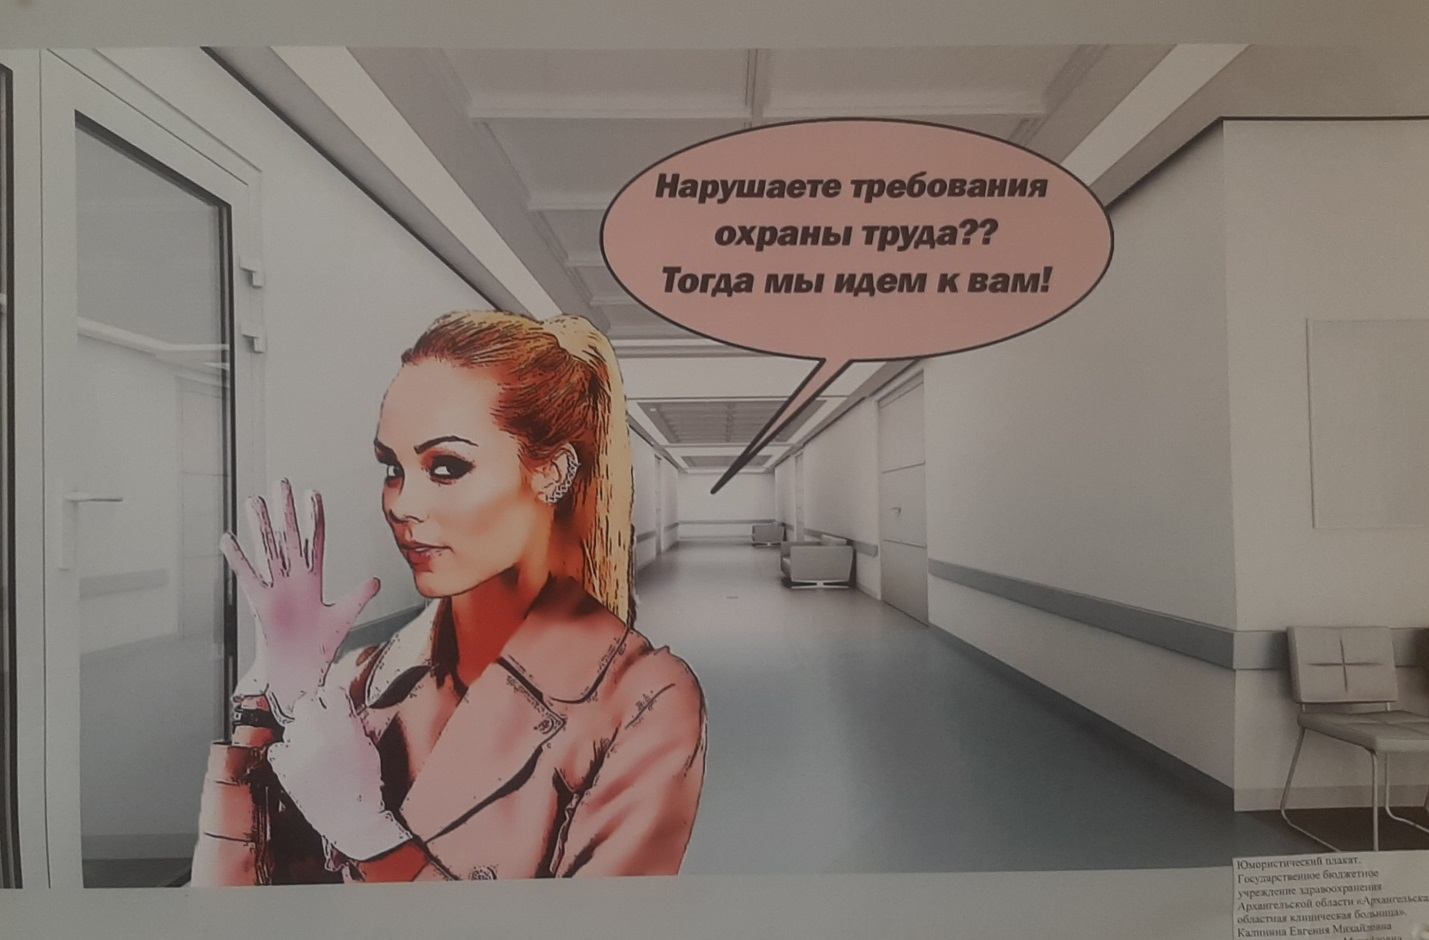 Нарушаете требования
охраны труда??
Тогда мы идем к вам!
Юмористический плакат.
Государственное бюджетное
учреждение здравоохранения
Архангельской области «Архангельска
областная клиническая больница».
Калинина Евгения Михайловна